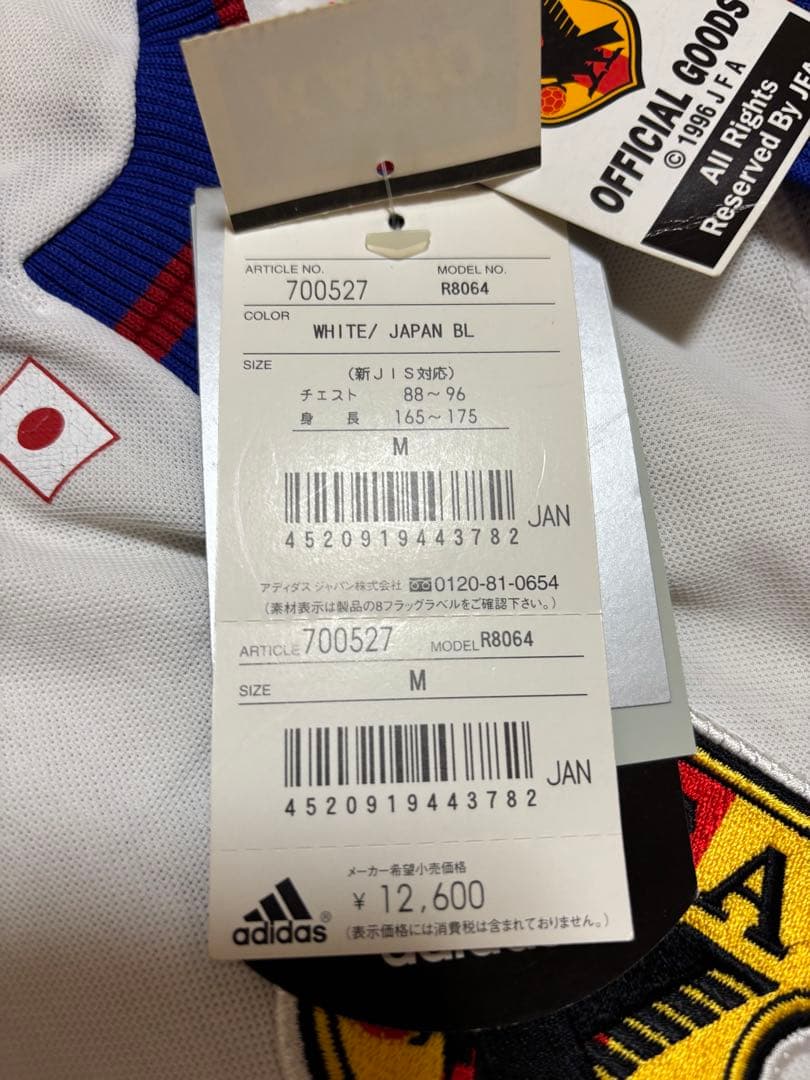 OFFICIAL GOODS
© 1996 JFA
All Rights
Reserved By JFA
ARTICLE NO. MODEL NO.
700527 R8064
COLOR
WHITE/ JAPAN BL
SIZE
(新JIS対応)
チェスト 88～96
身 長 165～175
M
JAN
4520919443782
アディダス ジャパン株式会社 0120-81-0654
(素材表示は製品の8フラッグラベルをご確認下さい。)
ARTICLE 700527 MODEL R8064
SIZE M
JAN
4520919443782
メーカー希望小売価格
¥ 12,600
adidas®
(表示価格には消費税は含まれておりません。)
adidas
A